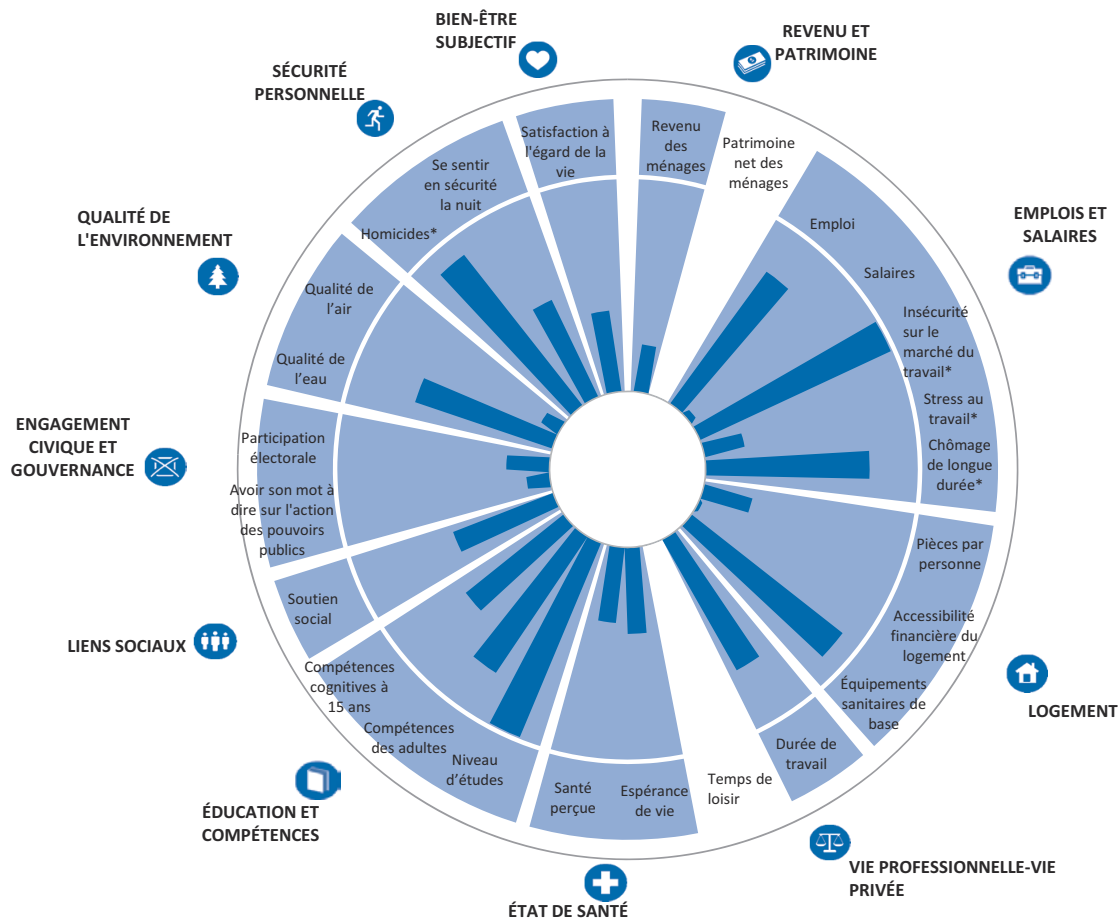 BIEN-ÊTRE
SUBJECTIF
REVENU ET
PATRIMOINE
SÉCURITÉ
PERSONNELLE
EMPLOIS ET
SALAIRES
QUALITÉ DE
L'ENVIRONNEMENT
ENGAGEMENT
CIVIQUE ET
GOUVERNANCE
LIENS SOCIAUX
LOGEMENT
ÉDUCATION ET
COMPÉTENCES
VIE PROFESSIONNELLE-VIE
PRIVÉE
ÉTAT DE SANTÉ
Satisfaction à
l'égard de la
vie
Revenu
des
ménages
Patrimoine
net des
ménages
Emploi
Salaires
Insécurité
sur le
marché du
travail*
Stress au
travail*
Chômage
de longue
durée*
Pièces par
personne
Accessibilité
financière du
logement
Équipements
sanitaires de
base
Durée de
travail
Temps de
loisir
Espérance
de vie
Santé
perçue
Niveau
d’études
Compétences
des adultes
Compétences
cognitives à
15 ans
Soutien
social
Avoir son mot à
dire sur l'action
des pouvoirs
publics
Participation
électorale
Qualité de
l’eau
Qualité de
l’air
Homicides*
Se sentir
en sécurité
la nuit